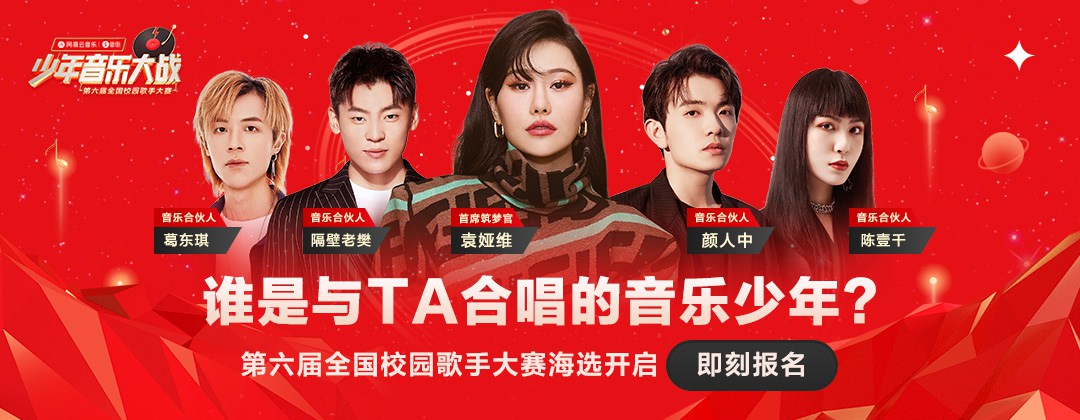 网易云音乐 | 音街
少年音乐大战
第六届全国校园歌手大赛
音乐合伙人
葛东琪
音乐合伙人
隔壁老樊
首席筑梦官
袁娅维
音乐合伙人
颜人中
音乐合伙人
陈壹千
谁是与TA合唱的音乐少年?
第六届全国校园歌手大赛海选开启
即刻报名